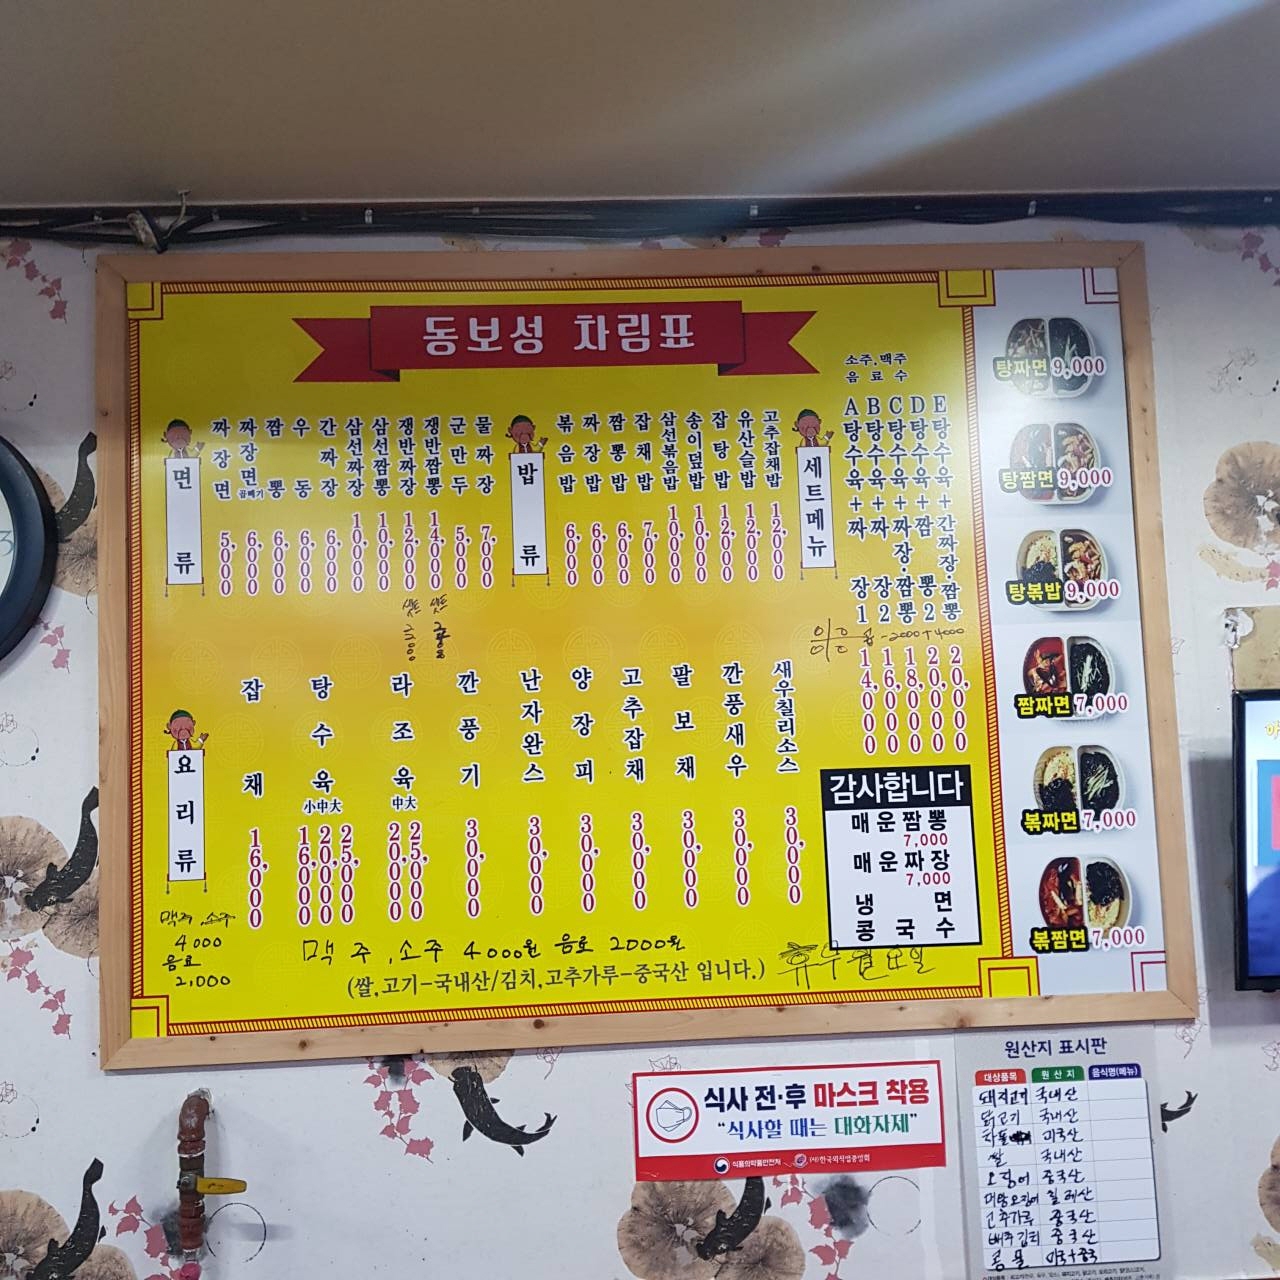 동보성 차림표
면류
짜장면 5,000
짜장면 곱빼기 6,000
짬뽕 6,000
우동 6,000
간짜장 6,000
삼선짜장 10,000
삼선짬뽕 10,000
쟁반짜장 12,000
쟁반짬뽕 14,000
군만두 5,000
물짜장 7,000
밥류
볶음밥 6,000
짜장밥 6,000
짬뽕밥 6,000
잡채밥 7,000
삼선볶음밥 10,000
송이덮밥 10,000
잡탕밥 12,000
유산슬밥 12,000
고추잡채밥 12,000
세트메뉴
소주,맥주
음료수
A탕수육+짜장1 14,000
B탕수육+짜장2 16,000
C탕수육+짜장·짬뽕 18,000
D탕수육+짬뽕2 20,000
E탕수육+간짜장·짬뽕 20,000
요리류
잡채 16,000
탕수육
小中大
16,000 20,000 25,000
라조육
中大
20,000 25,000
깐풍기 30,000
난자완스 30,000
양장피 30,000
고추잡채 30,000
팔보채 30,000
깐풍새우 30,000
새우칠리소스 30,000
감사합니다
매운짬뽕
7,000
매운짜장
7,000
냉면
콩국수
맥주,소주
4000
음료
2,000
맥주,소주 4000원 음료 2000원
(쌀,고기-국내산/김치,고추가루-중국산 입니다.)
휴무 월요일
탕짜면 9,000
탕짬면 9,000
탕볶밥 9,000
짬짜면 7,000
볶짜면 7,000
볶짬면 7,000
식사 전·후 마스크 착용
"식사할 때는 대화자제"
식품의약품안전처 (사)한국외식업중앙회
원산지 표시판
대상품목 원산지 음식명(메뉴)
돼지고기 국내산
닭고기 국내산
미국산
쌀 국내산
오징어 중국산
대왕오징어 칠레산
고추가루 중국산
배추김치 중국산